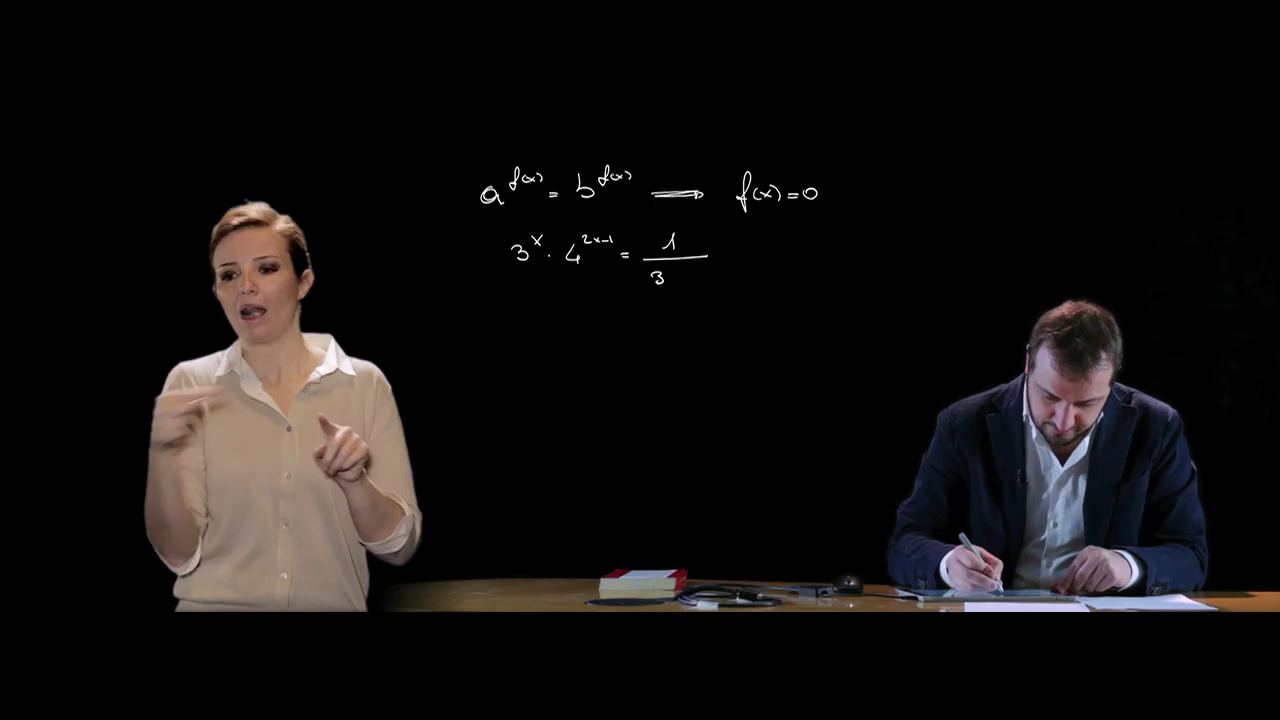 a^f(x) = b^f(x) ⟹ f(x)=0
3^x · 4^2x-1 = 1/3